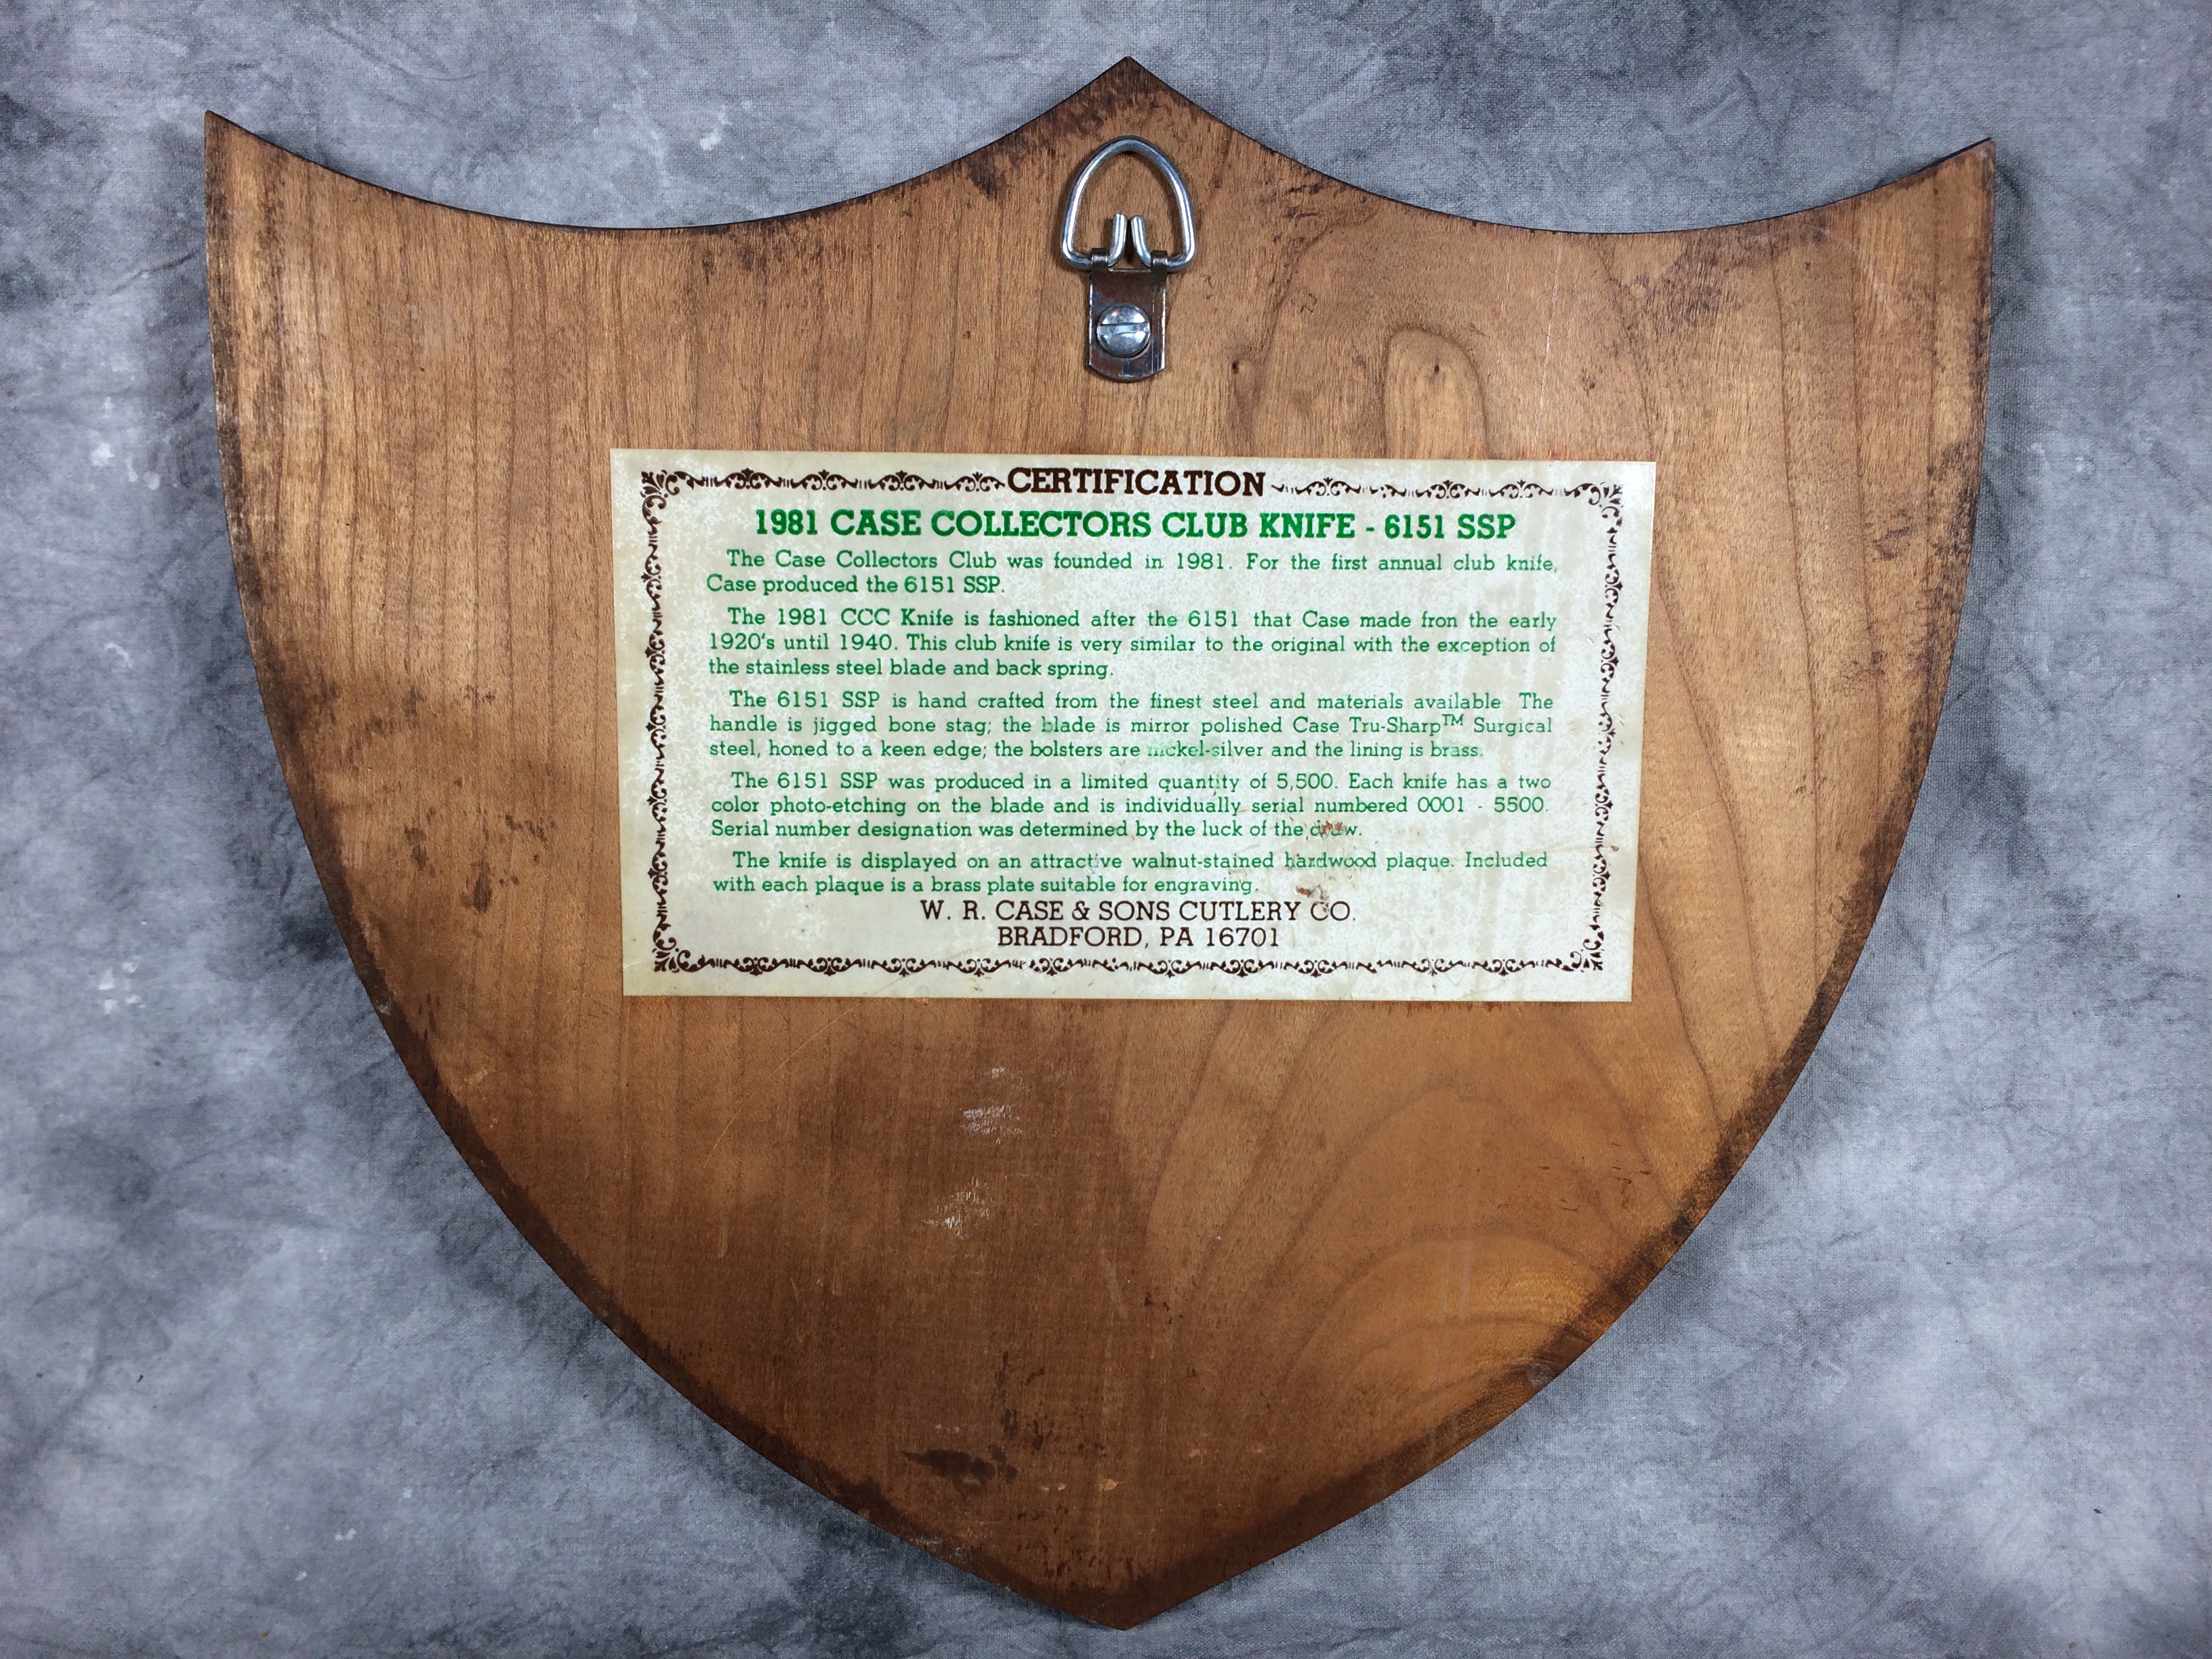 CERTIFICATION
1981 CASE COLLECTORS CLUB KNIFE - 6151 SSP
The Case Collectors Club was founded in 1981. For the first annual club knife,
Case produced the 6151 SSP.
The 1981 CCC Knife is fashioned after the 6151 that Case made fron the early
1920's until 1940. This club knife is very similar to the original with the exception of
the stainless steel blade and back spring.
The 6151 SSP is hand crafted from the finest steel and materials available The
handle is jigged bone stag; the blade is mirror polished Case Tru-Sharp™ Surgical
steel, honed to a keen edge; the bolsters are nickel-silver and the lining is brass.
The 6151 SSP was produced in a limited quantity of 5,500. Each knife has a two
color photo-etching on the blade and is individually serial numbered 0001 - 5500.
Serial number designation was determined by the luck of the draw.
The knife is displayed on an attractive walnut-stained hardwood plaque. Included
with each plaque is a brass plate suitable for engraving.
W. R. CASE & SONS CUTLERY CO.
BRADFORD, PA 16701